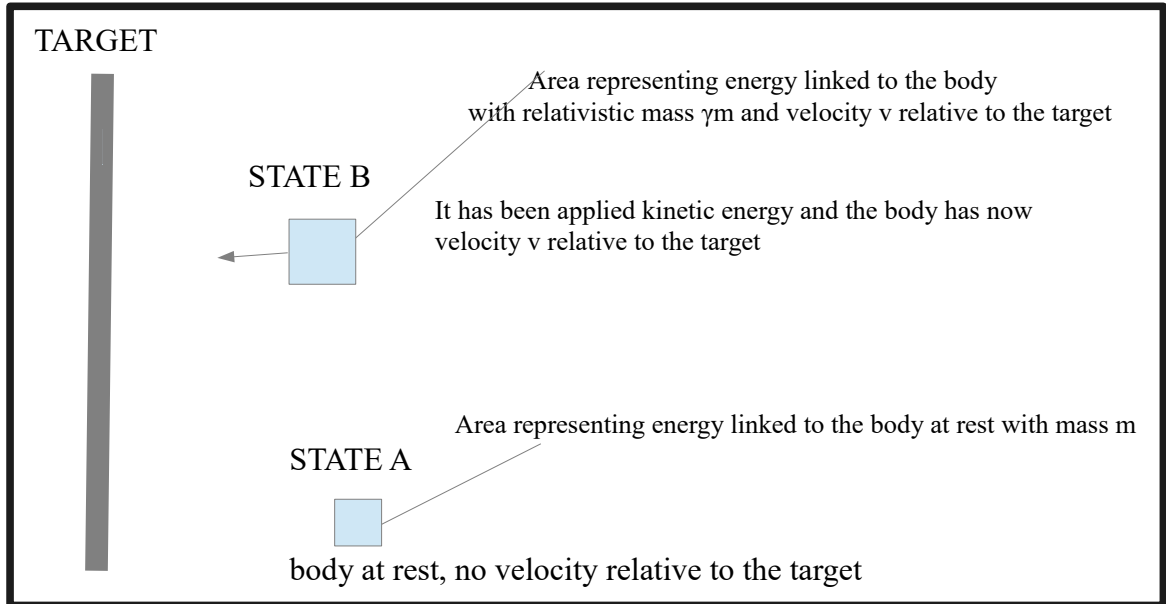 TARGET
Area representing energy linked to the body
with relativistic mass γm and velocity v relative to the target
STATE B
It has been applied kinetic energy and the body has now
velocity v relative to the target
Area representing energy linked to the body at rest with mass m
STATE A
body at rest, no velocity relative to the target